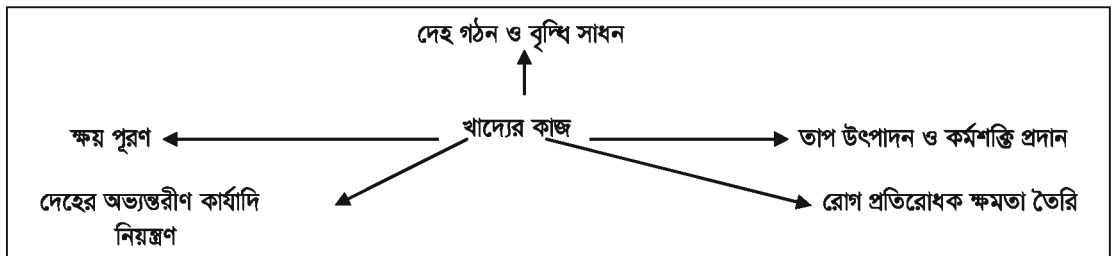 দেহ গঠন ও বৃদ্ধি সাধন
খাদ্যের কাজ
ক্ষয় পূরণ
তাপ উৎপাদন ও কর্মশক্তি প্রদান
দেহের অভ্যন্তরীণ কার্যাদি
নিয়ন্ত্রণ
রোগ প্রতিরোধক ক্ষমতা তৈরি